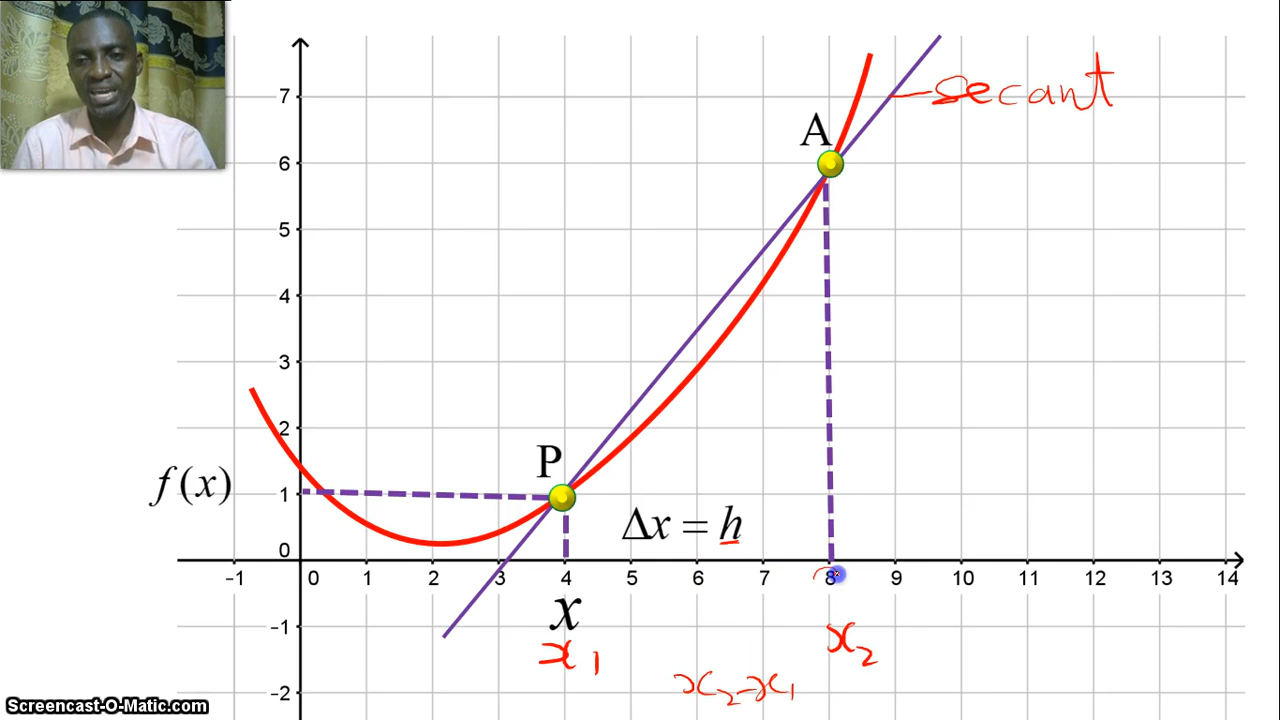 7
secant
A
6
5
4
3
2
P
f(x)
1
Δx = h
0
-1 0 1 2 3 4 5 6 7 8 9 10 11 12 13 14
x
-1
x₂
x₁
x₂-x₁
-2
Screencast-O-Matic.com